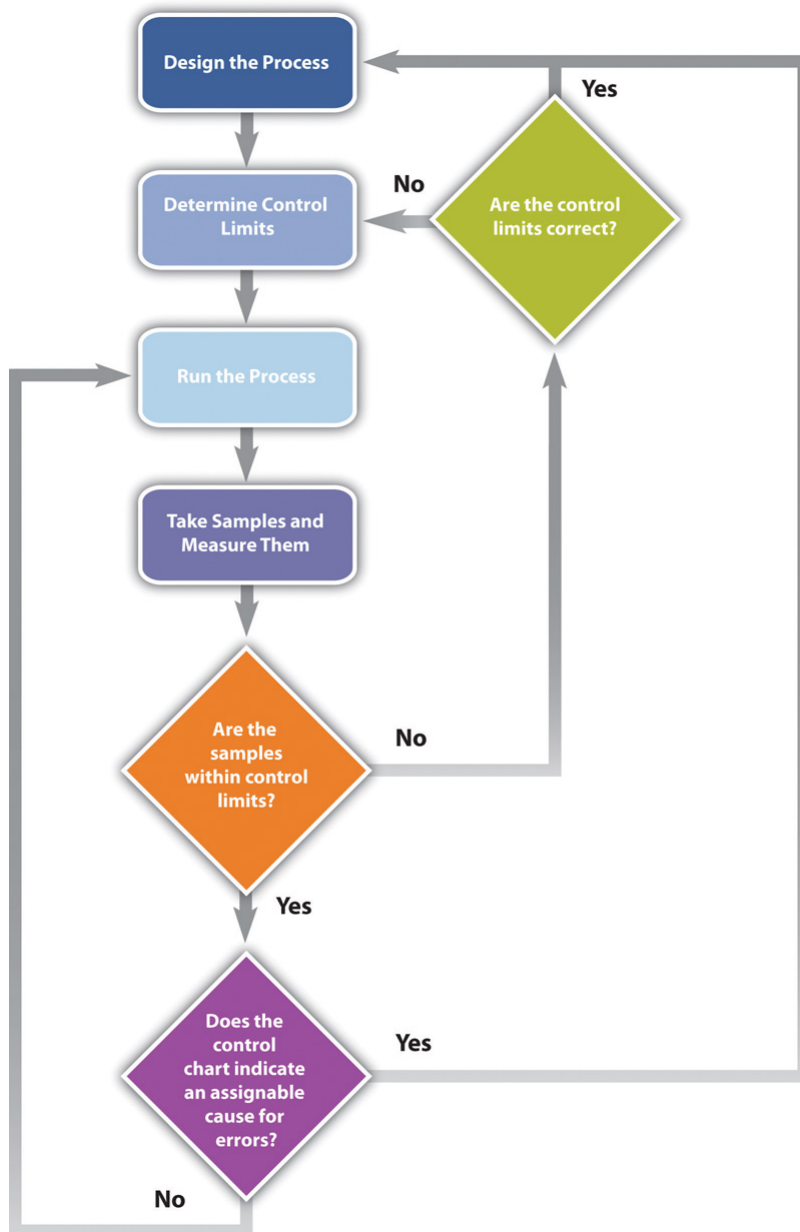 Design the Process
Yes
No
Determine Control
Limits
Are the control
limits correct?
Run the Process
Take Samples and
Measure Them
Are the
samples
within control
limits?
No
Yes
Does the
control
chart indicate
an assignable
cause for
errors?
Yes
No